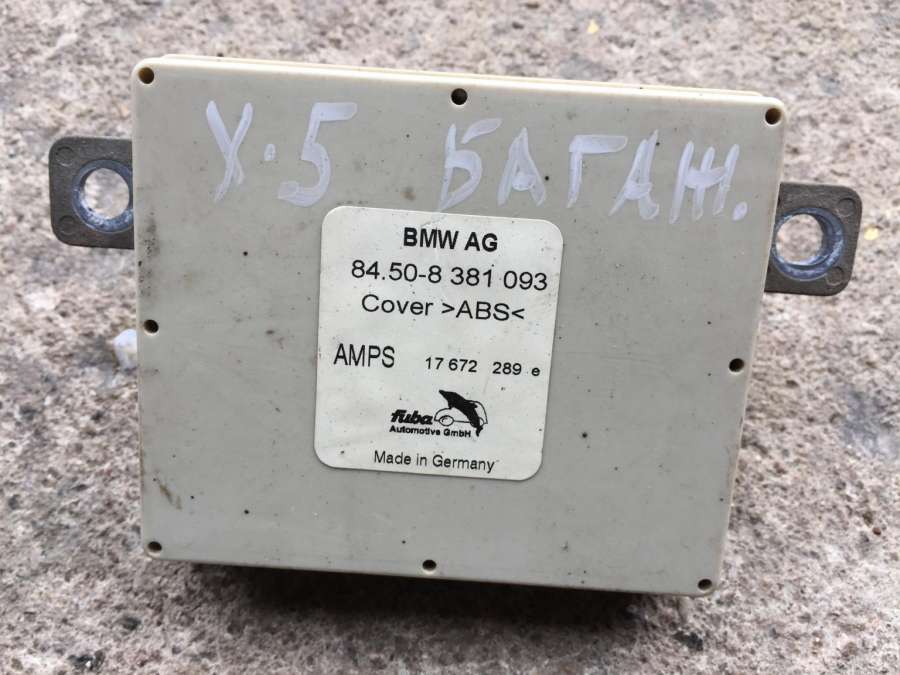 Х.5 БАГАЖ.
BMW AG
84.50-8 381 093
Cover >ABS<
AMPS 17 672 289 e
fuba
Automotive GmbH
Made in Germany